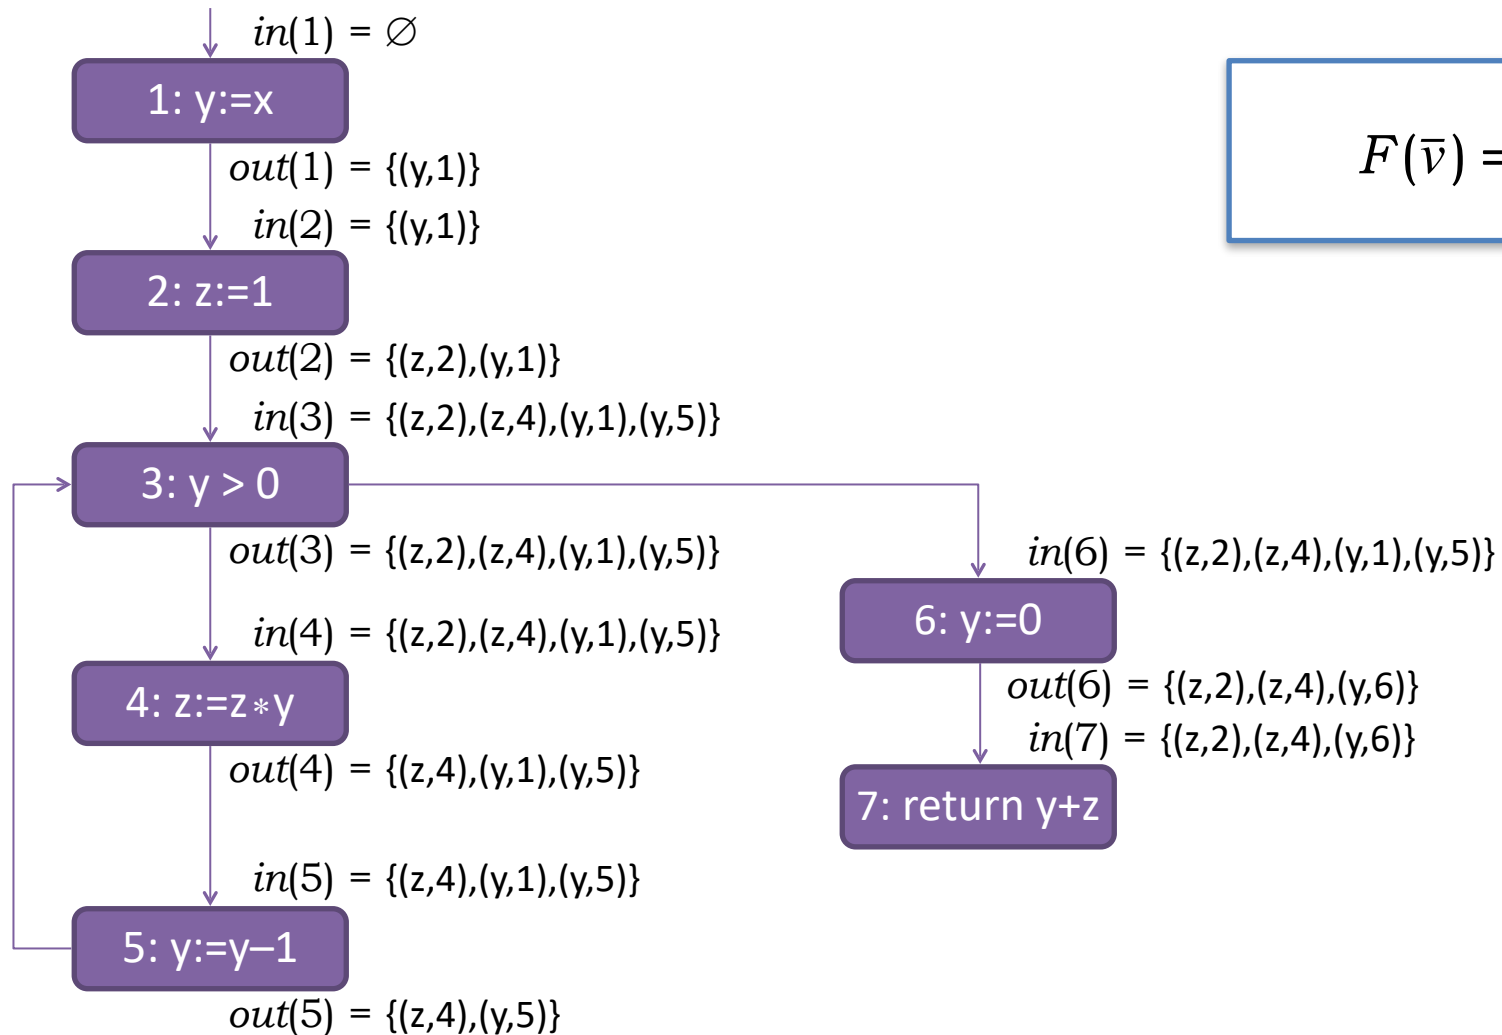 in(1) = ∅
1: y:=x
out(1) = {(y,1)}
in(2) = {(y,1)}
2: z:=1
out(2) = {(z,2),(y,1)}
in(3) = {(z,2),(z,4),(y,1),(y,5)}
3: y > 0
out(3) = {(z,2),(z,4),(y,1),(y,5)}
in(4) = {(z,2),(z,4),(y,1),(y,5)}
4: z:=z*y
out(4) = {(z,4),(y,1),(y,5)}
in(5) = {(z,4),(y,1),(y,5)}
5: y:=y–1
out(5) = {(z,4),(y,5)}
F(v̅) =
in(6) = {(z,2),(z,4),(y,1),(y,5)}
6: y:=0
out(6) = {(z,2),(z,4),(y,6)}
in(7) = {(z,2),(z,4),(y,6)}
7: return y+z